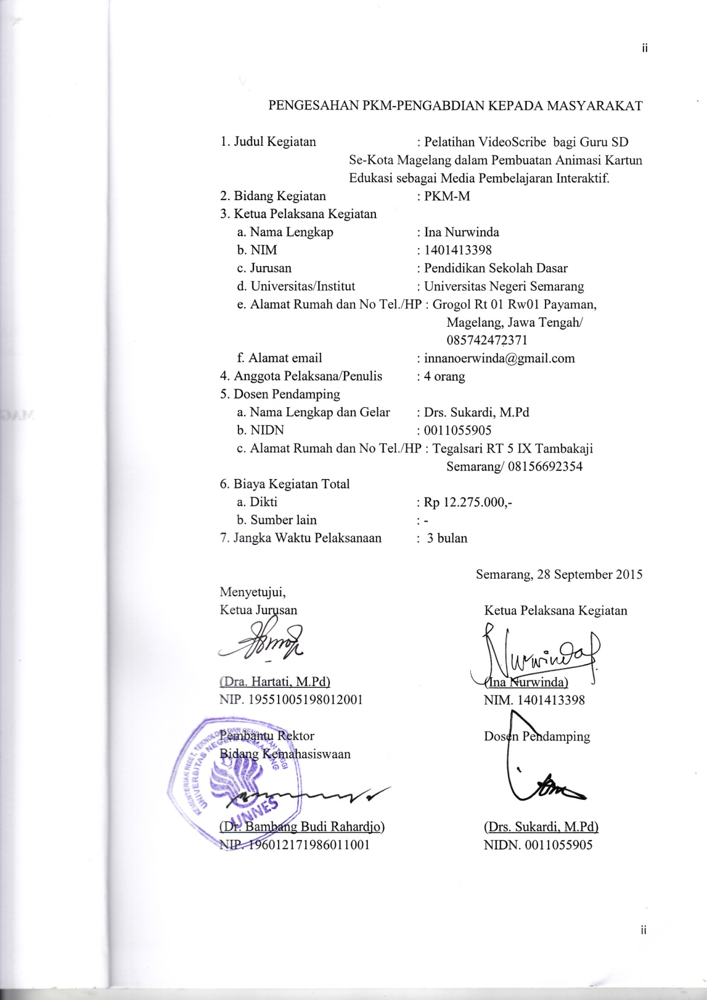 ii
PENGESAHAN PKM-PENGABDIAN KEPADA MASYARAKAT
1. Judul Kegiatan : Pelatihan VideoScribe bagi Guru SD
Se-Kota Magelang dalam Pembuatan Animasi Kartun
Edukasi sebagai Media Pembelajaran Interaktif.
2. Bidang Kegiatan : PKM-M
3. Ketua Pelaksana Kegiatan
a. Nama Lengkap : Ina Nurwinda
b. NIM : 1401413398
c. Jurusan : Pendidikan Sekolah Dasar
d. Universitas/Institut : Universitas Negeri Semarang
e. Alamat Rumah dan No Tel./HP : Grogol Rt 01 Rw01 Payaman,
Magelang, Jawa Tengah/
085742472371
f. Alamat email : innanoerwinda@gmail.com
4. Anggota Pelaksana/Penulis : 4 orang
5. Dosen Pendamping
a. Nama Lengkap dan Gelar : Drs. Sukardi, M.Pd
b. NIDN : 0011055905
c. Alamat Rumah dan No Tel./HP : Tegalsari RT 5 IX Tambakaji
Semarang/ 08156692354
6. Biaya Kegiatan Total
a. Dikti : Rp 12.275.000,-
b. Sumber lain : -
7. Jangka Waktu Pelaksanaan : 3 bulan
Semarang, 28 September 2015
Menyetujui,
Ketua Jurusan Ketua Pelaksana Kegiatan
Nurwinda
(Dra. Hartati, M.Pd) (Ina Nurwinda)
NIP. 19551005198012001 NIM. 1401413398
Pembantu Rektor Dosen Pendamping
Bidang Kemahasiswaan
KEMENTERIAN RISET, TEKNOLOGI DAN PENDIDIKAN TINGGI
UNIVERSITAS NEGERI SEMARANG
UNNES
(Dr. Bambang Budi Rahardjo) (Drs. Sukardi, M.Pd)
NIP. 196012171986011001 NIDN. 0011055905
ii